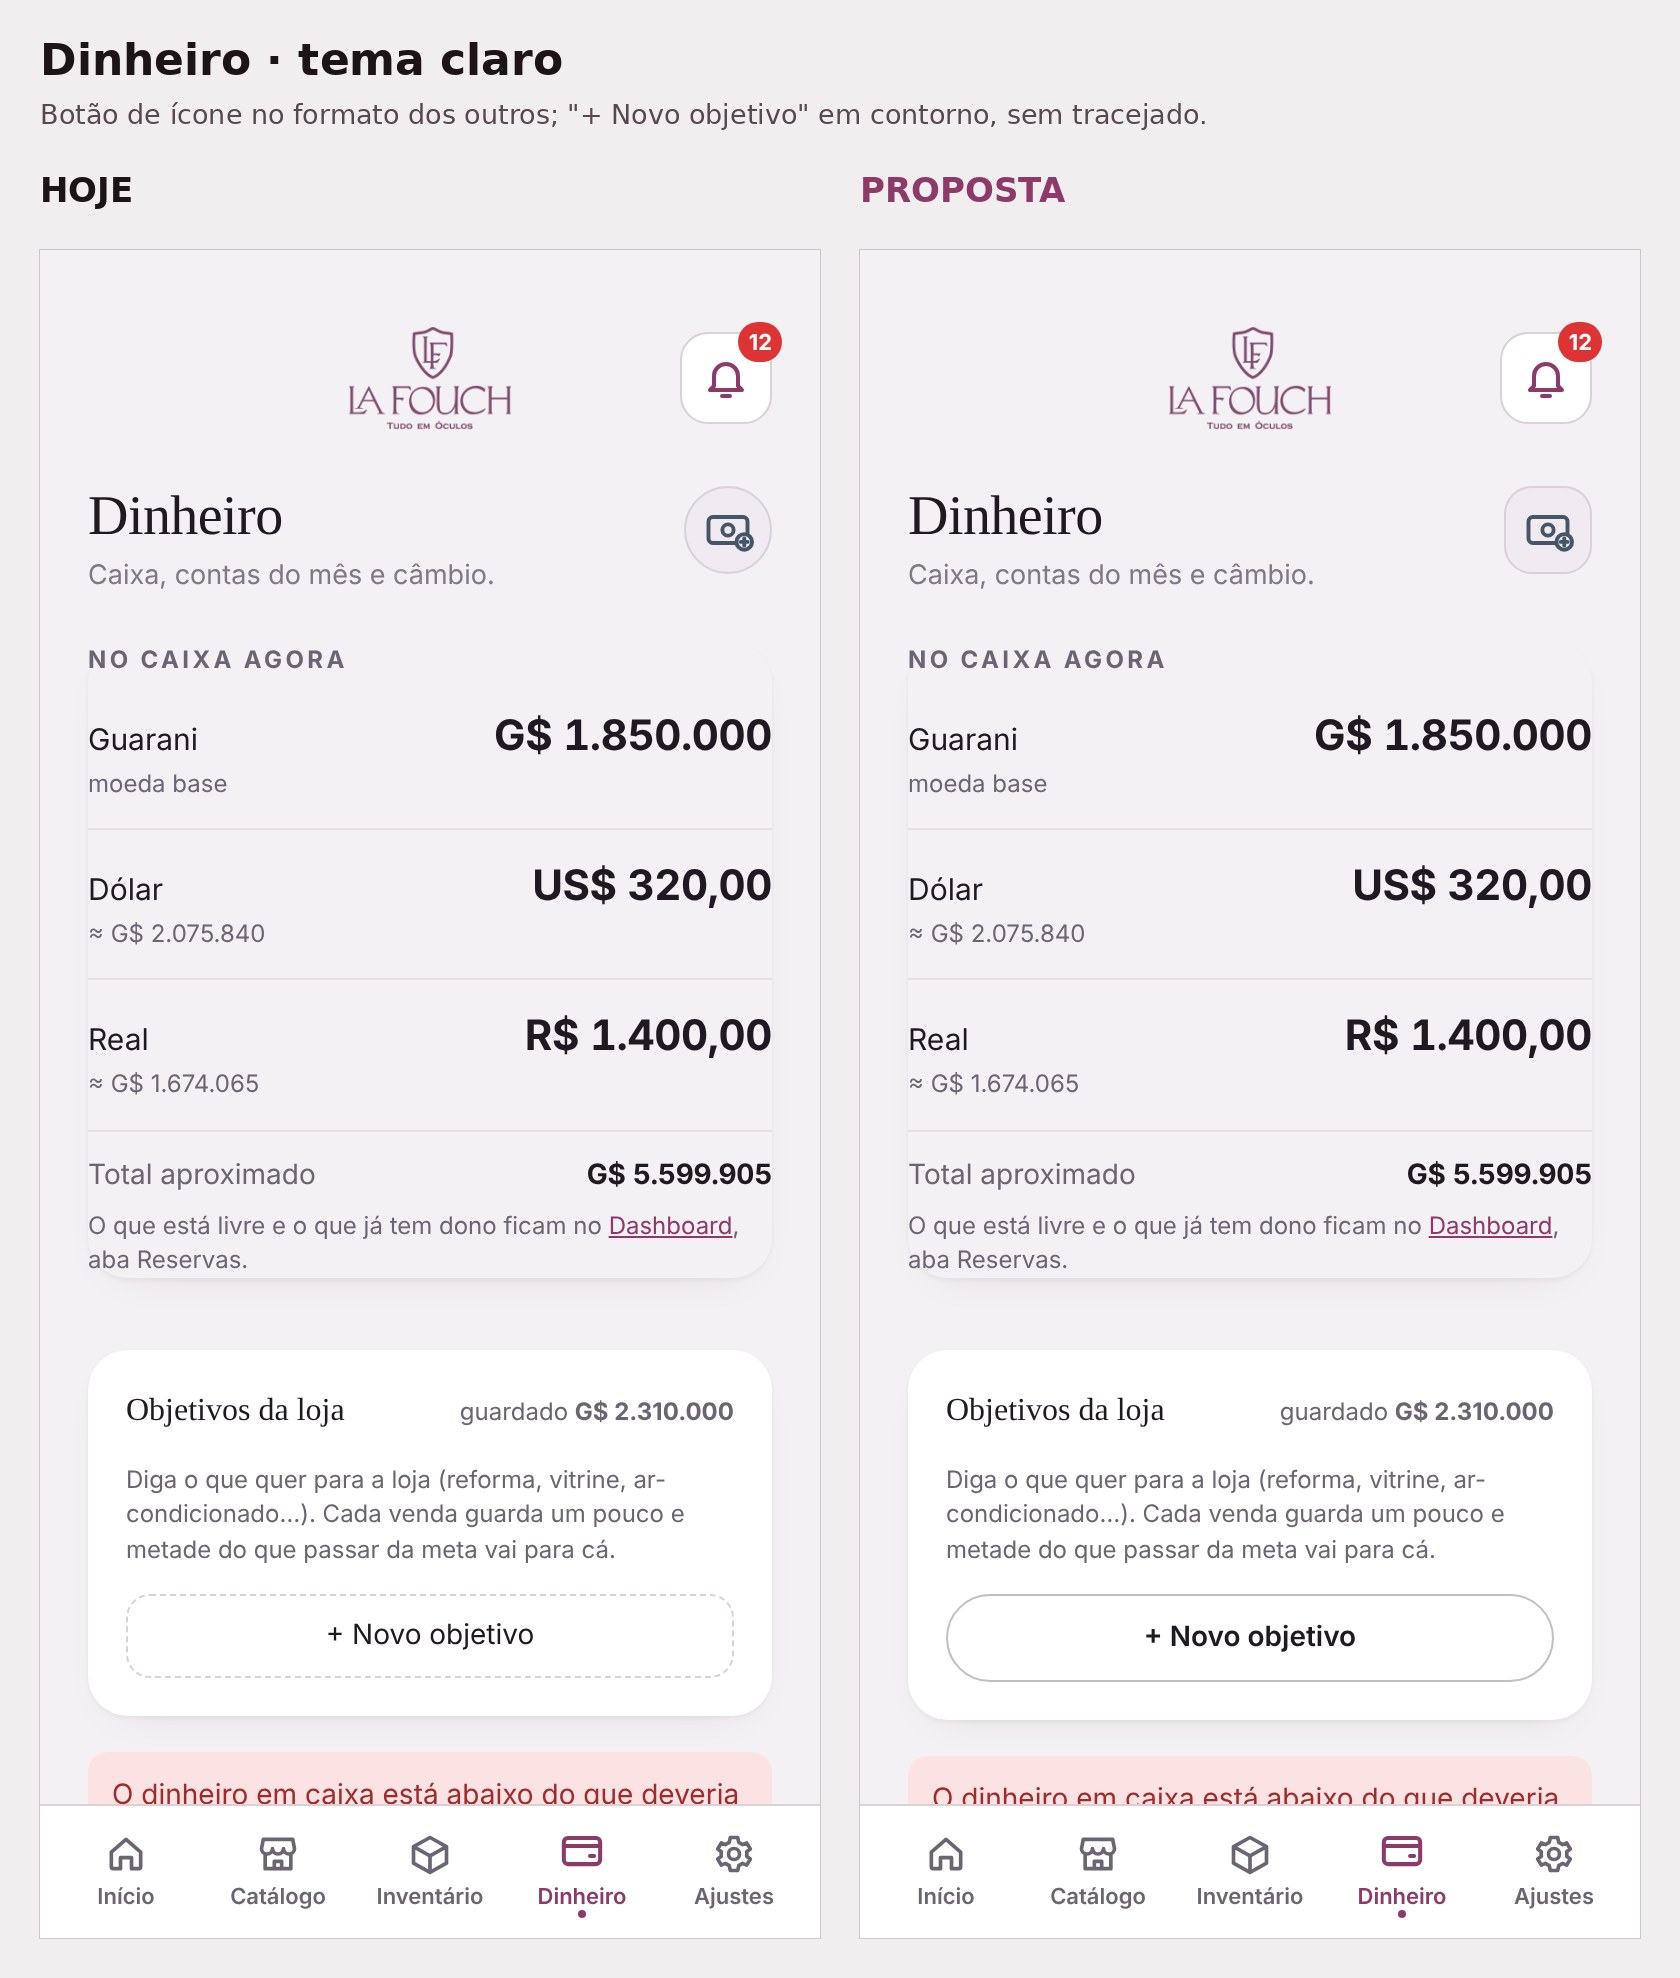 Dinheiro · tema claro
Botão de ícone no formato dos outros; "+ Novo objetivo" em contorno, sem tracejado.
HOJE
LF
LA FOUCH
TUDO EM ÓCULOS
12
Dinheiro
Caixa, contas do mês e câmbio.
NO CAIXA AGORA
Guarani G$ 1.850.000
moeda base
Dólar US$ 320,00
≈ G$ 2.075.840
Real R$ 1.400,00
≈ G$ 1.674.065
Total aproximado G$ 5.599.905
O que está livre e o que já tem dono ficam no Dashboard,
aba Reservas.
Objetivos da loja guardado G$ 2.310.000
Diga o que quer para a loja (reforma, vitrine, ar-
condicionado...). Cada venda guarda um pouco e
metade do que passar da meta vai para cá.
+ Novo objetivo
O dinheiro em caixa está abaixo do que deveria
Início Catálogo Inventário Dinheiro Ajustes
PROPOSTA
LF
LA FOUCH
TUDO EM ÓCULOS
12
Dinheiro
Caixa, contas do mês e câmbio.
NO CAIXA AGORA
Guarani G$ 1.850.000
moeda base
Dólar US$ 320,00
≈ G$ 2.075.840
Real R$ 1.400,00
≈ G$ 1.674.065
Total aproximado G$ 5.599.905
O que está livre e o que já tem dono ficam no Dashboard,
aba Reservas.
Objetivos da loja guardado G$ 2.310.000
Diga o que quer para a loja (reforma, vitrine, ar-
condicionado...). Cada venda guarda um pouco e
metade do que passar da meta vai para cá.
+ Novo objetivo
O dinheiro em caixa está abaixo do que deveria
Início Catálogo Inventário Dinheiro Ajustes